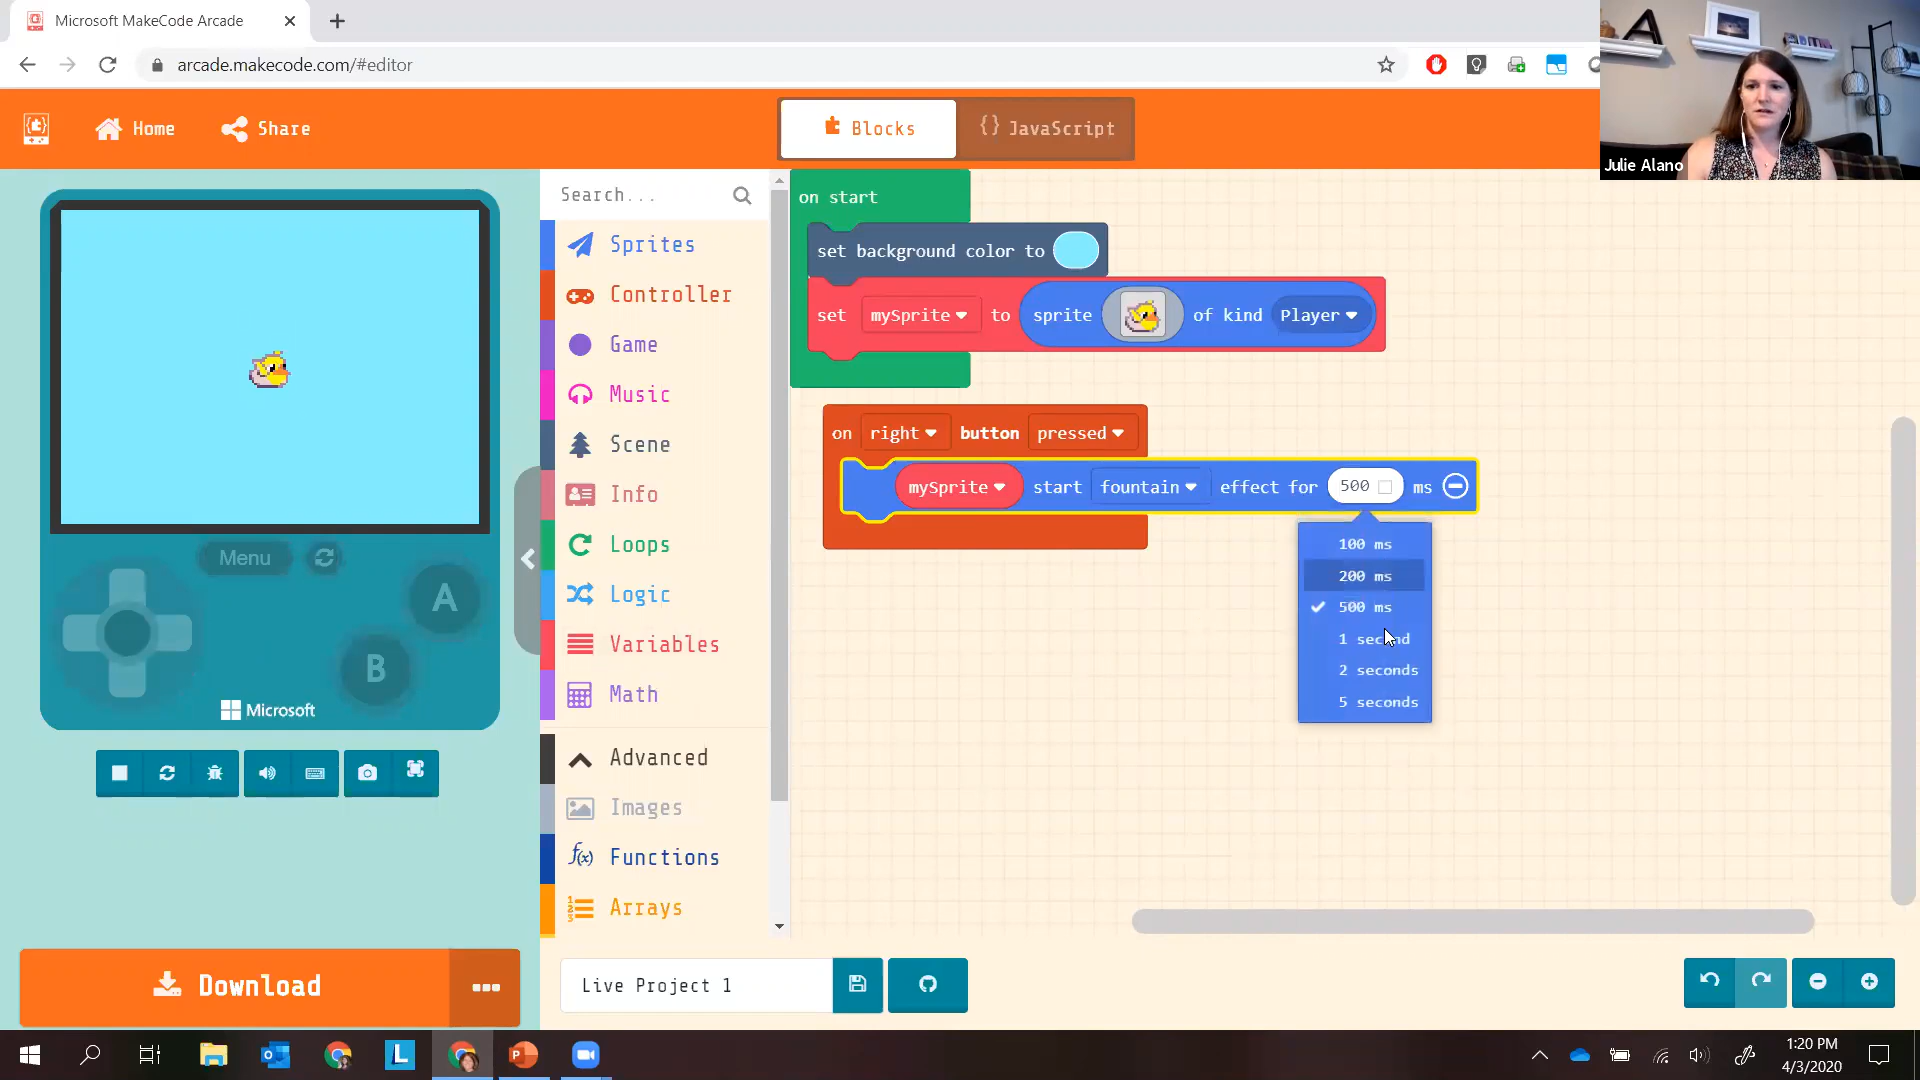 Microsoft MakeCode Arcade
arcade.makecode.com/#editor
Julie Alano
Home
Share
Blocks
{} JavaScript
Menu
A
B
Microsoft
Download
Search...
Sprites
Controller
Game
Music
Scene
Info
Loops
Logic
Variables
Math
Advanced
Images
f(x) Functions
Arrays
on start
set background color to
set mySprite to sprite of kind Player
on right button pressed
mySprite start fountain effect for 500 ms
100 ms
200 ms
500 ms
1 second
2 seconds
5 seconds
Live Project 1
1:20 PM
4/3/2020